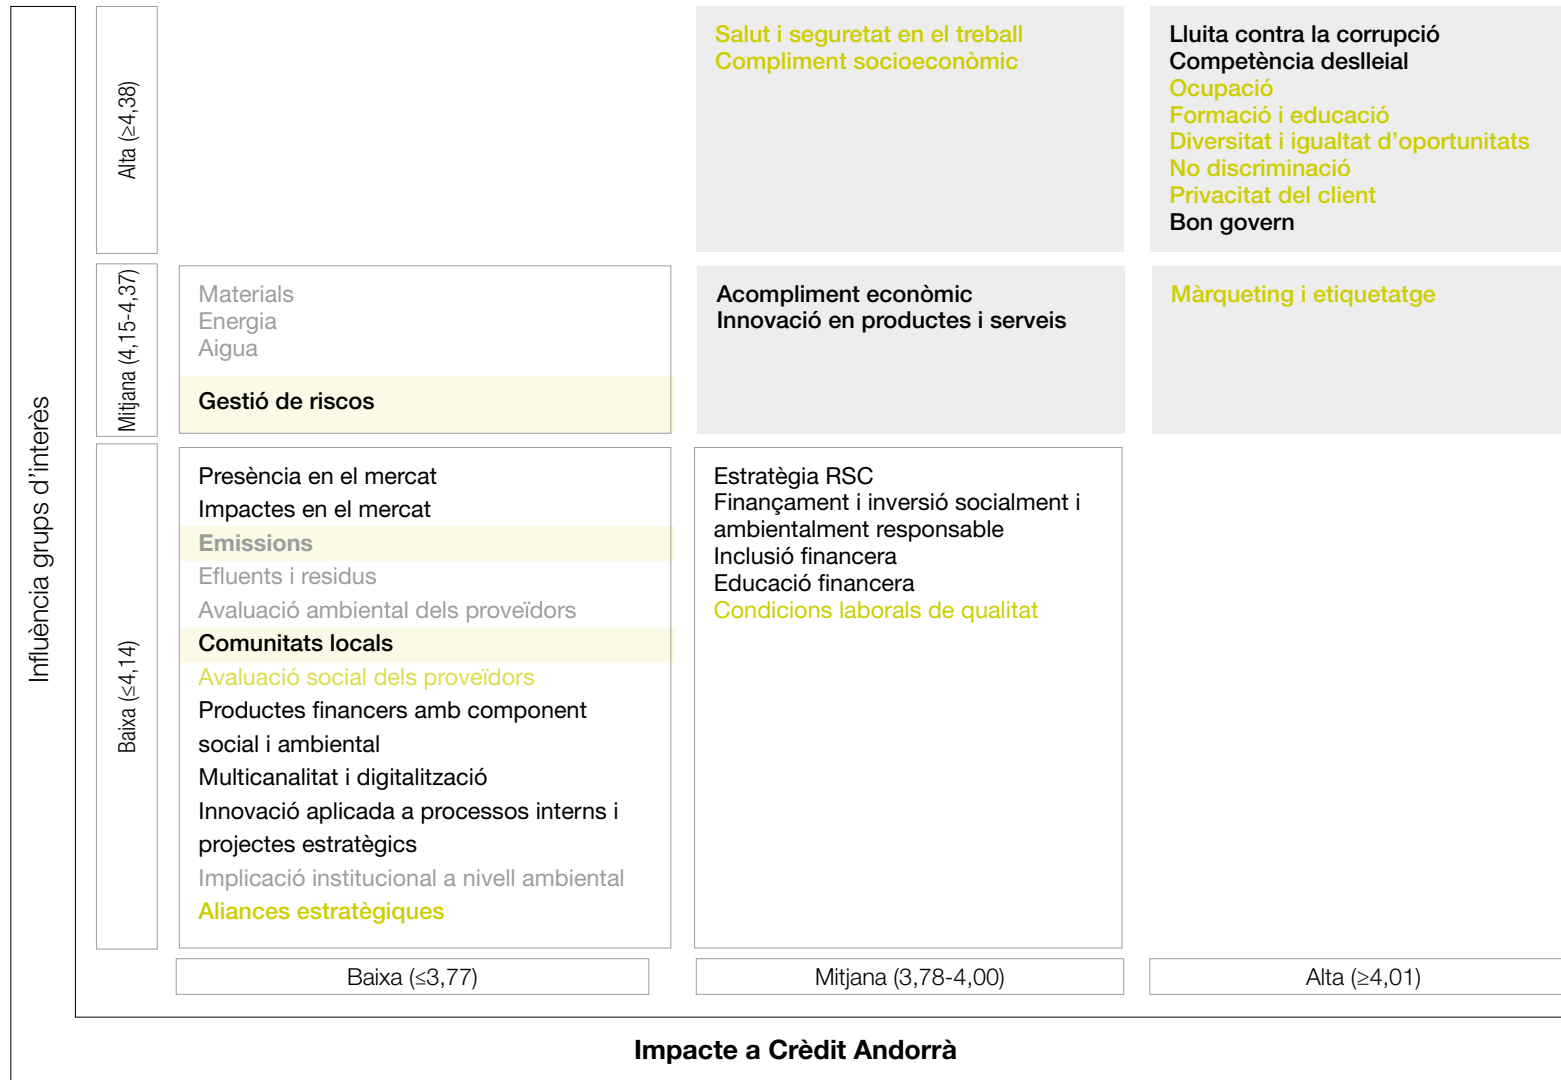 Influència grups d'interès
Alta (≥4,38)
Salut i seguretat en el treball
Compliment socioeconòmic
Lluita contra la corrupció
Competència deslleial
Ocupació
Formació i educació
Diversitat i igualtat d'oportunitats
No discriminació
Privacitat del client
Bon govern
Mitjana (4,15-4,37)
Materials
Energia
Aigua
Gestió de riscos
Acompliment econòmic
Innovació en productes i serveis
Màrqueting i etiquetatge
Baixa (≤4,14)
Presència en el mercat
Impactes en el mercat
Emissions
Efluents i residus
Avaluació ambiental dels proveïdors
Comunitats locals
Avaluació social dels proveïdors
Productes financers amb component
social i ambiental
Multicanalitat i digitalització
Innovació aplicada a processos interns i
projectes estratègics
Implicació institucional a nivell ambiental
Aliances estratègiques
Estratègia RSC
Finançament i inversió socialment i
ambientalment responsable
Inclusió financera
Educació financera
Condicions laborals de qualitat
Baixa (≤3,77)
Mitjana (3,78-4,00)
Alta (≥4,01)
Impacte a Crèdit Andorrà